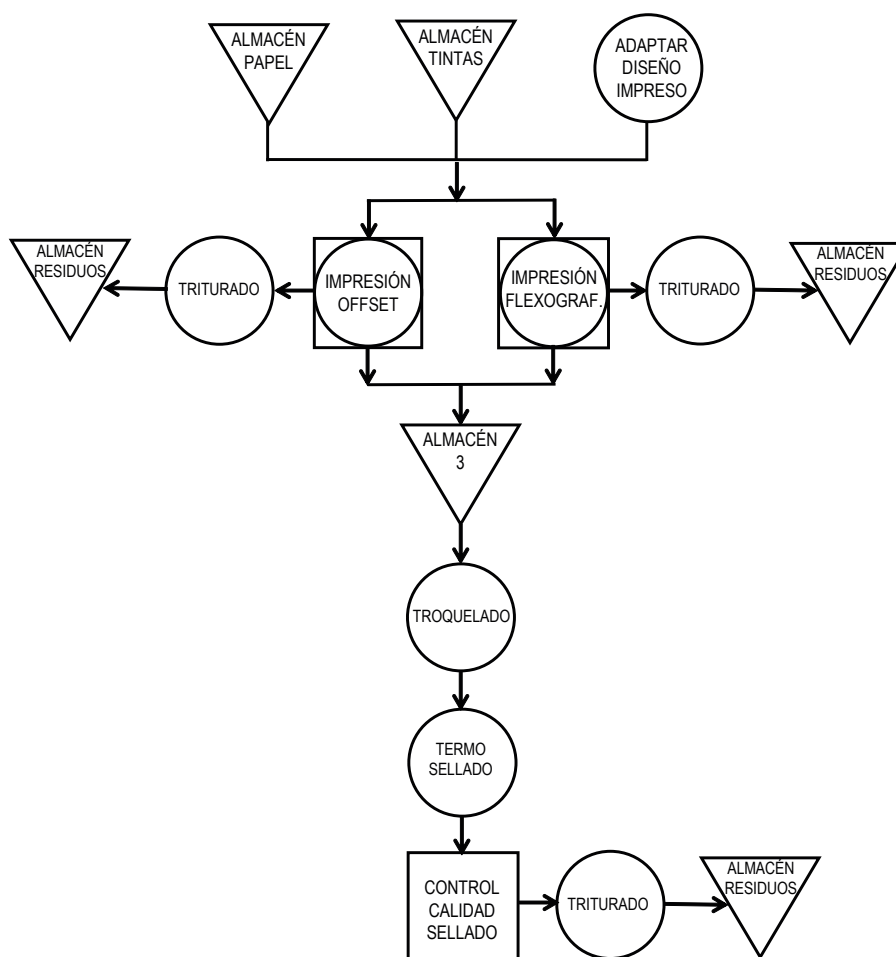 ALMACÉN
PAPEL
ALMACÉN
TINTAS
ADAPTAR
DISEÑO
IMPRESO
ALMACÉN
RESIDUOS
TRITURADO
IMPRESIÓN
OFFSET
IMPRESIÓN
FLEXOGRAF.
TRITURADO
ALMACÉN
RESIDUOS
ALMACÉN
3
TROQUELADO
TERMO
SELLADO
CONTROL
CALIDAD
SELLADO
TRITURADO
ALMACÉN
RESIDUOS